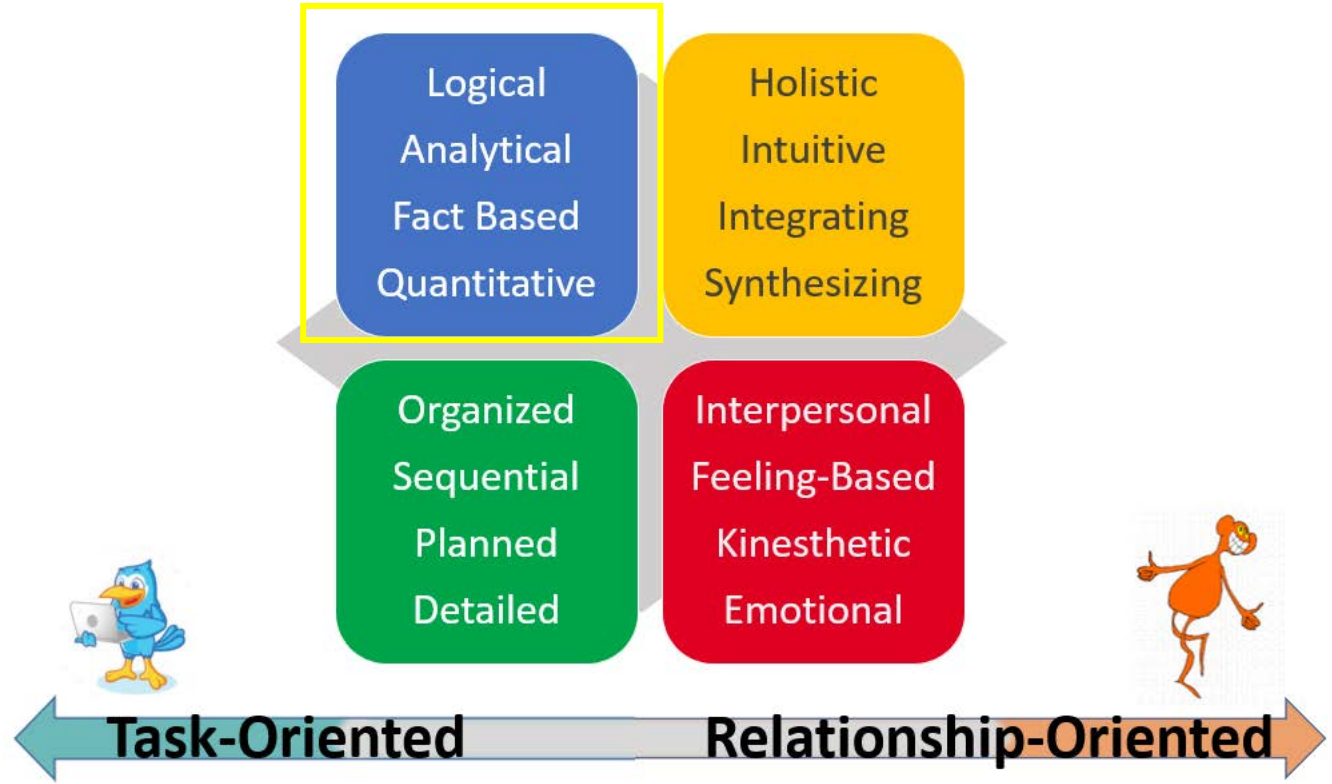 Logical
Analytical
Fact Based
Quantitative
Holistic
Intuitive
Integrating
Synthesizing
Organized
Sequential
Planned
Detailed
Interpersonal
Feeling-Based
Kinesthetic
Emotional
Task-Oriented
Relationship-Oriented